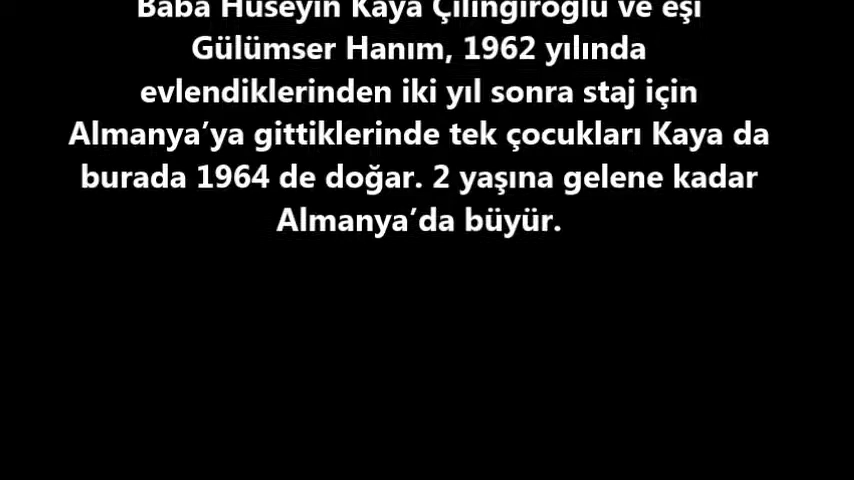 Baba Hüseyin Kaya Çilingiroğlu ve eşi
Gülümser Hanım, 1962 yılında
evlendiklerinden iki yıl sonra staj için
Almanya’ya gittiklerinde tek çocukları Kaya da
burada 1964 de doğar. 2 yaşına gelene kadar
Almanya’da büyür.